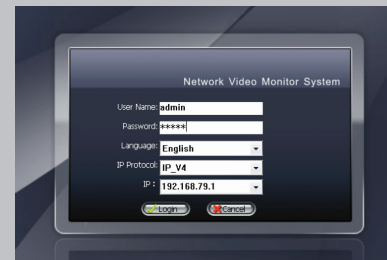 Network Video Monitor System
User Name: admin
Password: *****
Language: English
IP Protocol: IP_V4
IP : 192.168.79.1
Login Cancel